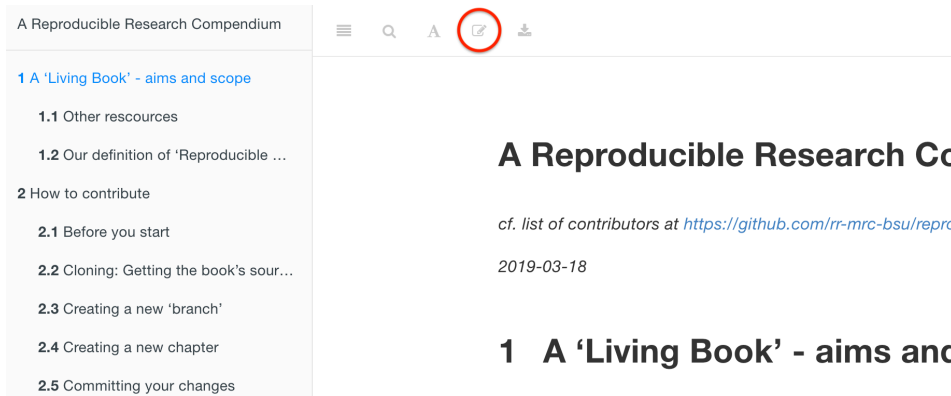 A Reproducible Research Compendium
A
1 A ‘Living Book’ - aims and scope
1.1 Other rescources
1.2 Our definition of ‘Reproducible …
2 How to contribute
2.1 Before you start
2.2 Cloning: Getting the book’s sour…
2.3 Creating a new ‘branch’
2.4 Creating a new chapter
2.5 Committing your changes
A Reproducible Research Co
cf. list of contributors at https://github.com/rr-mrc-bsu/repro
2019-03-18
1 A ‘Living Book’ - aims and